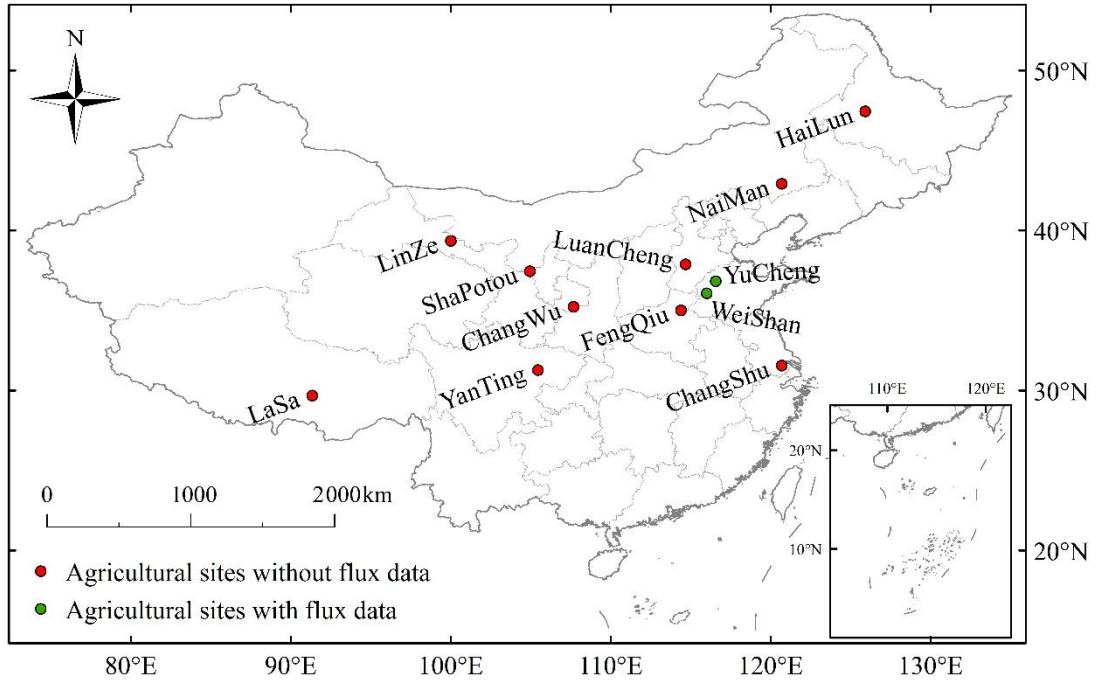 N
50°N
HaiLun
NaiMan
40°N
LinZe
LuanCheng
YuCheng
ShaPotou
WeiShan
ChangWu
FengQiu
YanTing
ChangShu
LaSa
30°N
110°E 120°E
20°N
10°N
0 1000 2000km
20°N
Agricultural sites without flux data
Agricultural sites with flux data
80°E 90°E 100°E 110°E 120°E 130°E